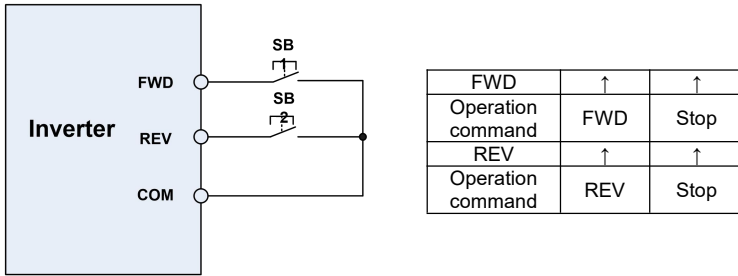 SB
1
FWD
SB
2
Inverter
REV
COM
FWD ↑ ↑
Operation command FWD Stop
REV ↑ ↑
Operation command REV Stop